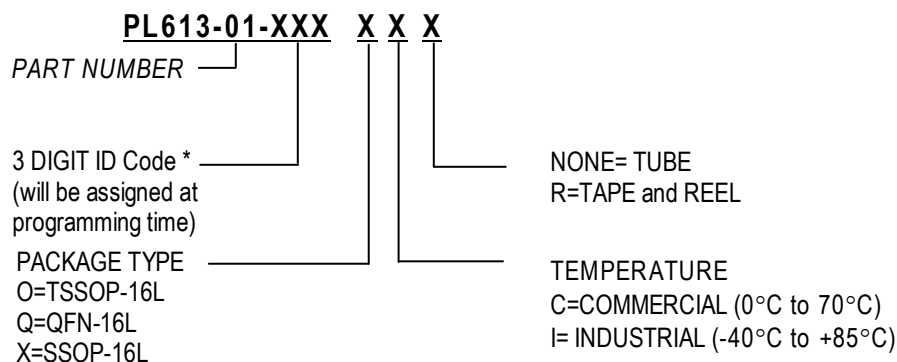 PL613-01-XXX X X X
PART NUMBER
3 DIGIT ID Code *
(will be assigned at
programming time)
PACKAGE TYPE
O=TSSOP-16L
Q=QFN-16L
X=SSOP-16L
NONE= TUBE
R=TAPE and REEL
TEMPERATURE
C=COMMERCIAL (0°C to 70°C)
I= INDUSTRIAL (-40°C to +85°C)